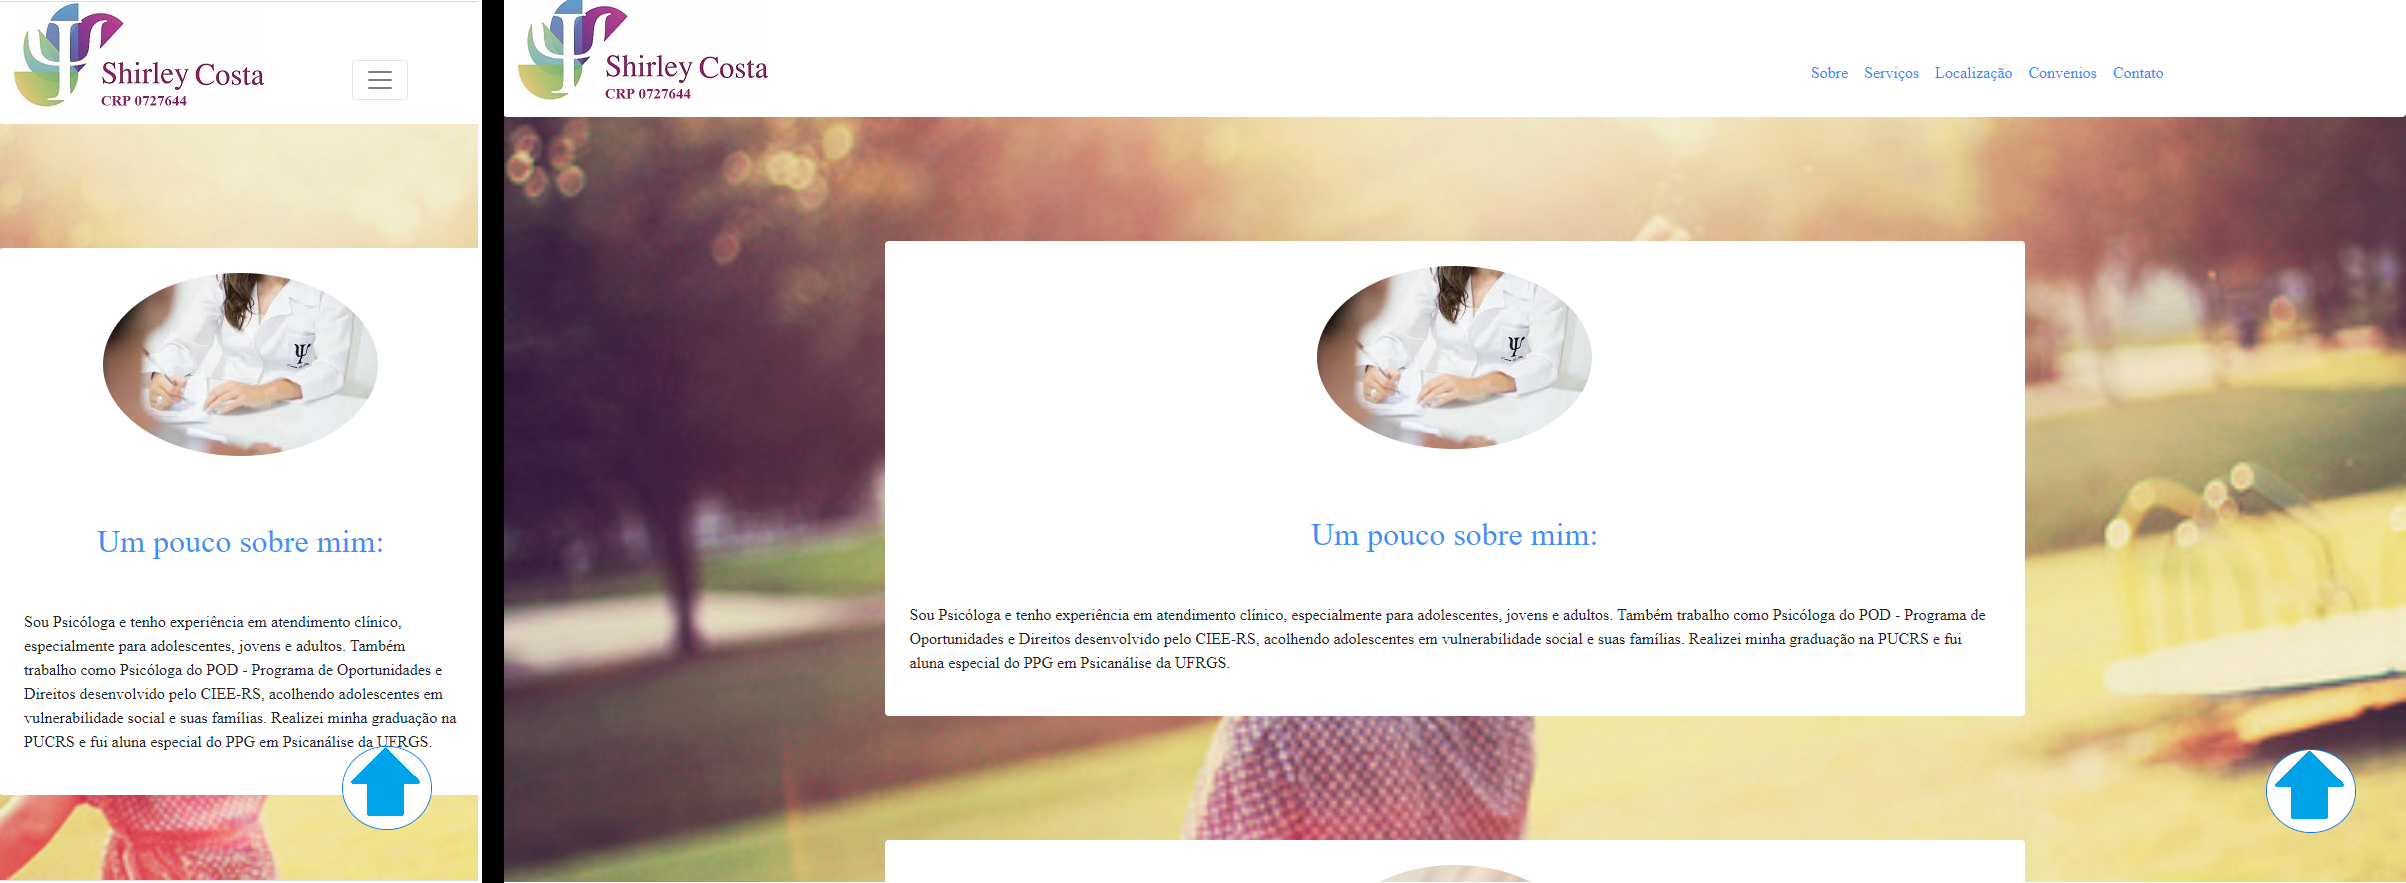 Shirley Costa
CRP 0727644
Um pouco sobre mim:
Sou Psicóloga e tenho experiência em atendimento clínico,
especialmente para adolescentes, jovens e adultos. Também
trabalho como Psicóloga do POD - Programa de Oportunidades e
Direitos desenvolvido pelo CIEE-RS, acolhendo adolescentes em
vulnerabilidade social e suas famílias. Realizei minha graduação na
PUCRS e fui aluna especial do PPG em Psicanálise da UFRGS.
Shirley Costa
CRP 0727644
Sobre Serviços Localização Convenios Contato
Um pouco sobre mim:
Sou Psicóloga e tenho experiência em atendimento clínico, especialmente para adolescentes, jovens e adultos. Também trabalho como Psicóloga do POD - Programa de
Oportunidades e Direitos desenvolvido pelo CIEE-RS, acolhendo adolescentes em vulnerabilidade social e suas famílias. Realizei minha graduação na PUCRS e fui
aluna especial do PPG em Psicanálise da UFRGS.